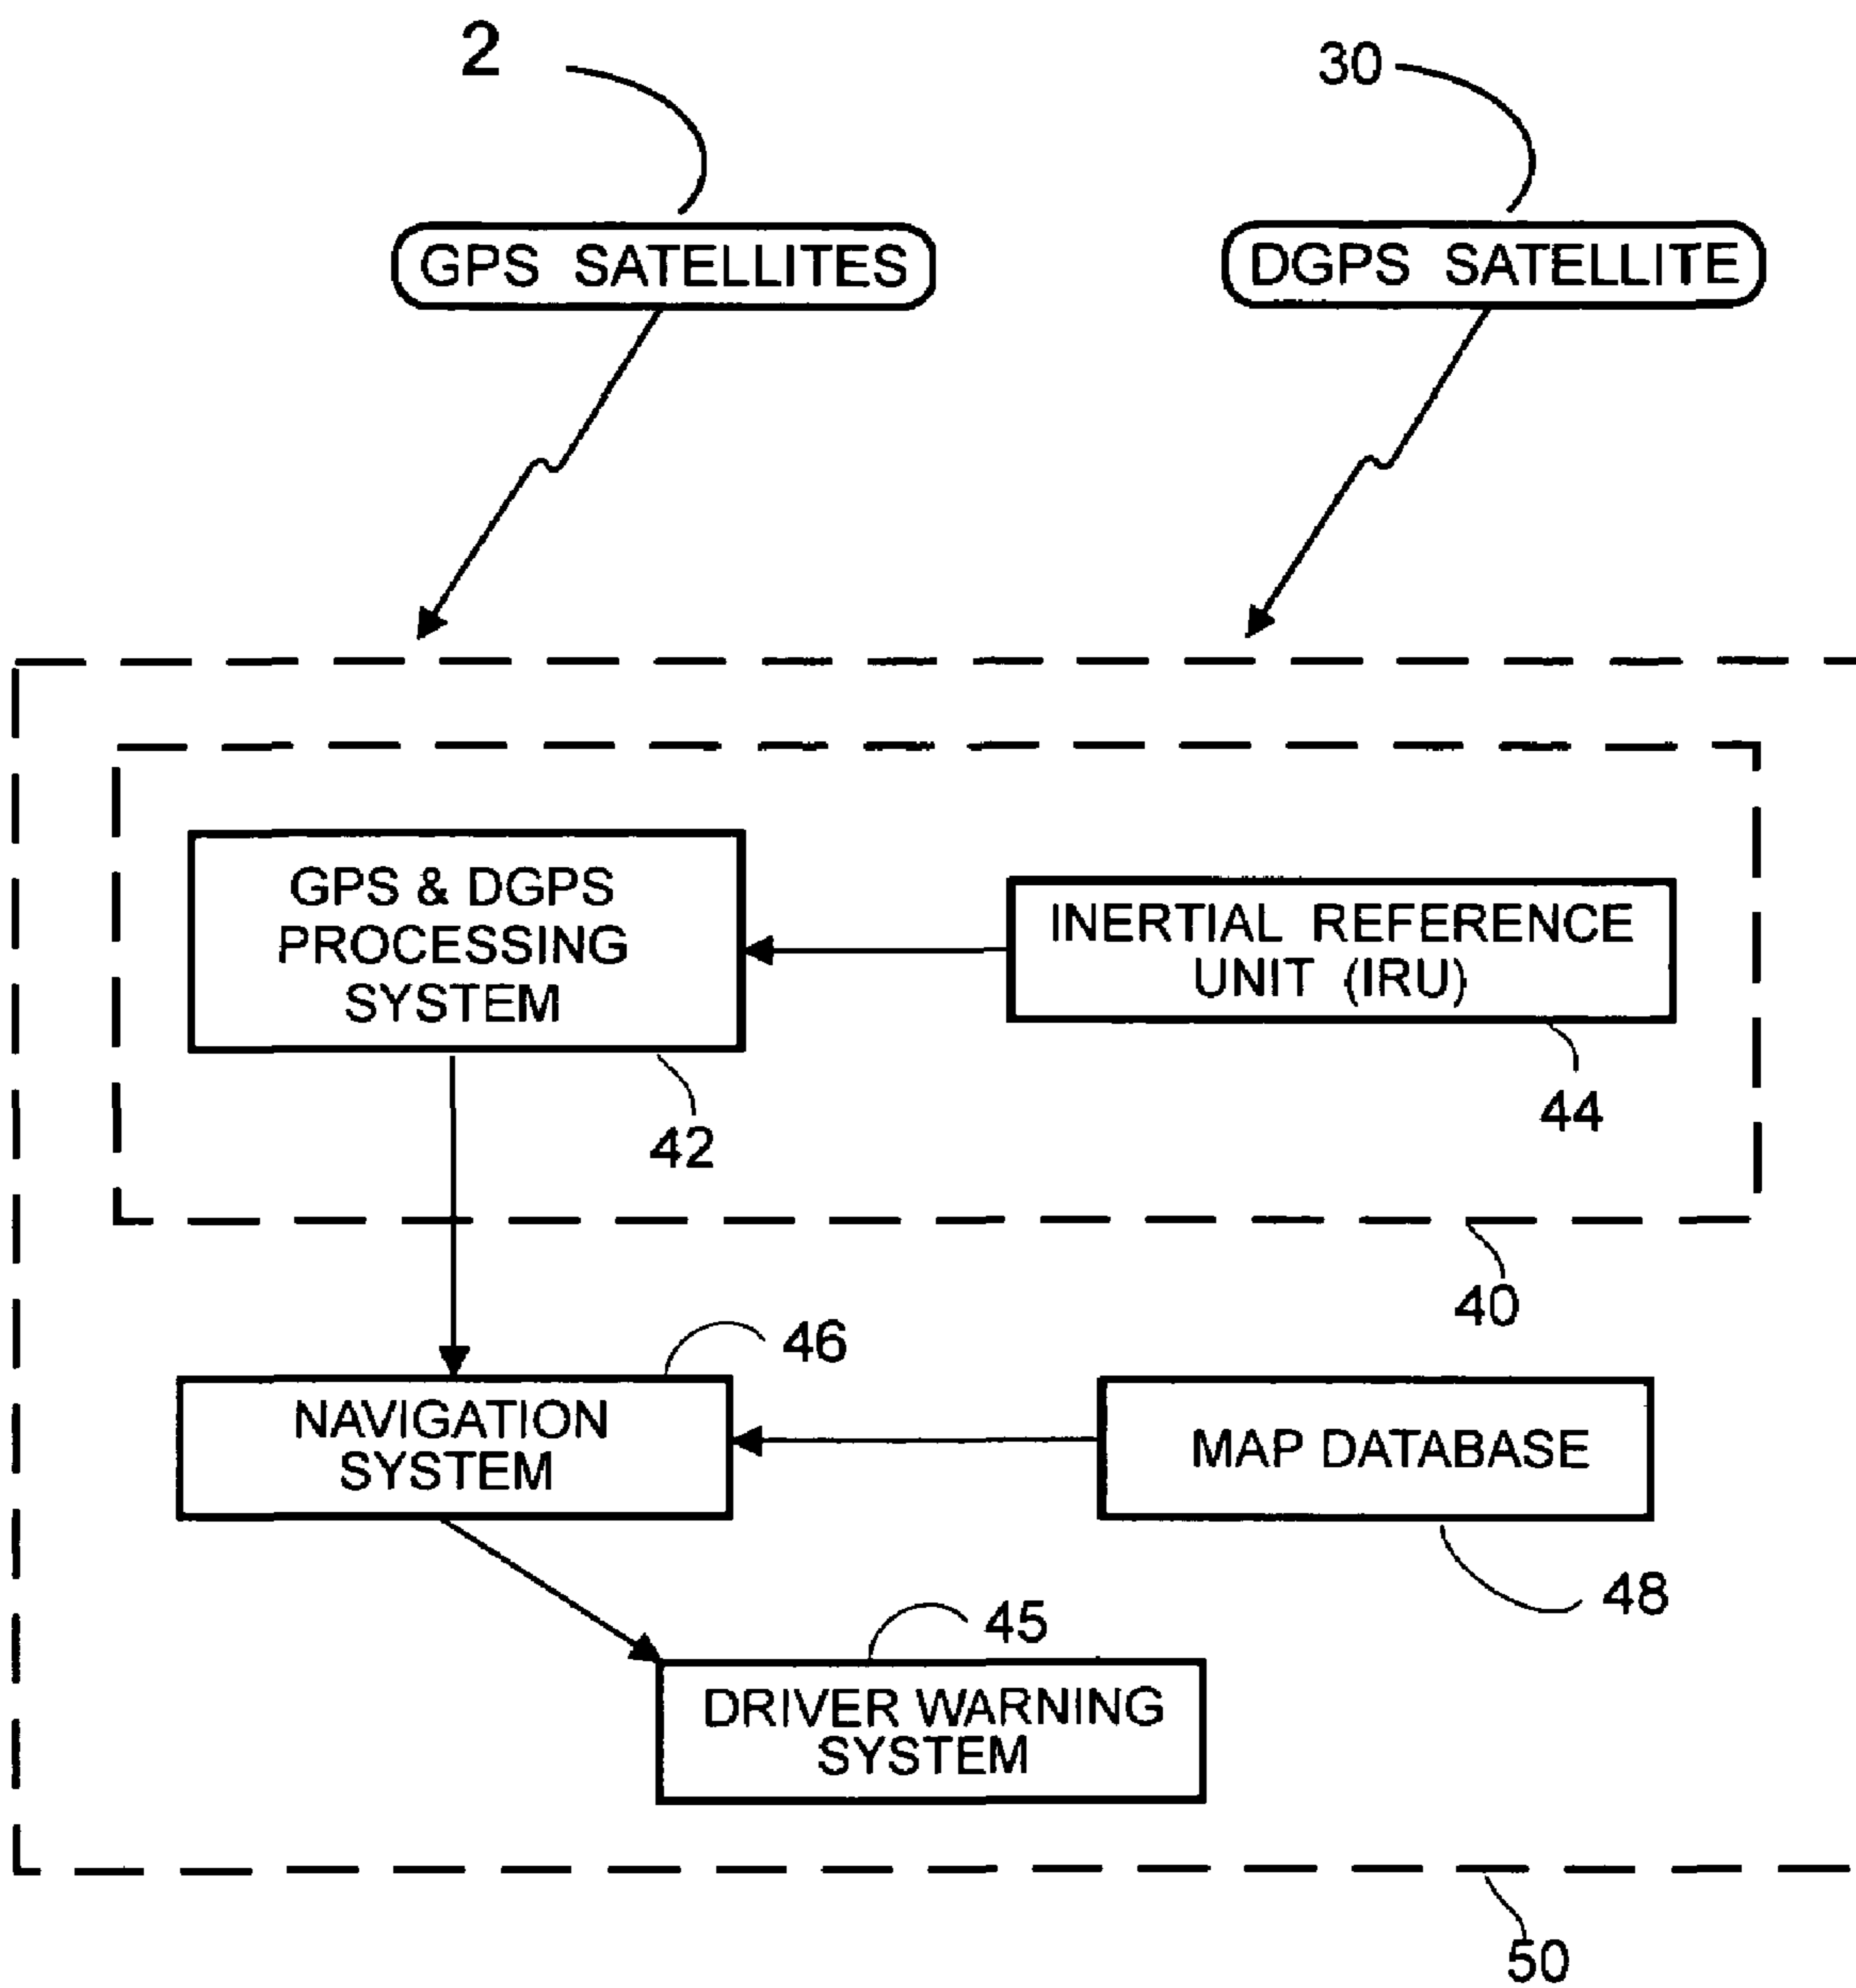 2
30
GPS SATELLITES
DGPS SATELLITE
GPS & DGPS
PROCESSING
SYSTEM
INERTIAL REFERENCE
UNIT (IRU)
44
42
40
46
NAVIGATION
SYSTEM
MAP DATABASE
48
45
DRIVER WARNING
SYSTEM
50